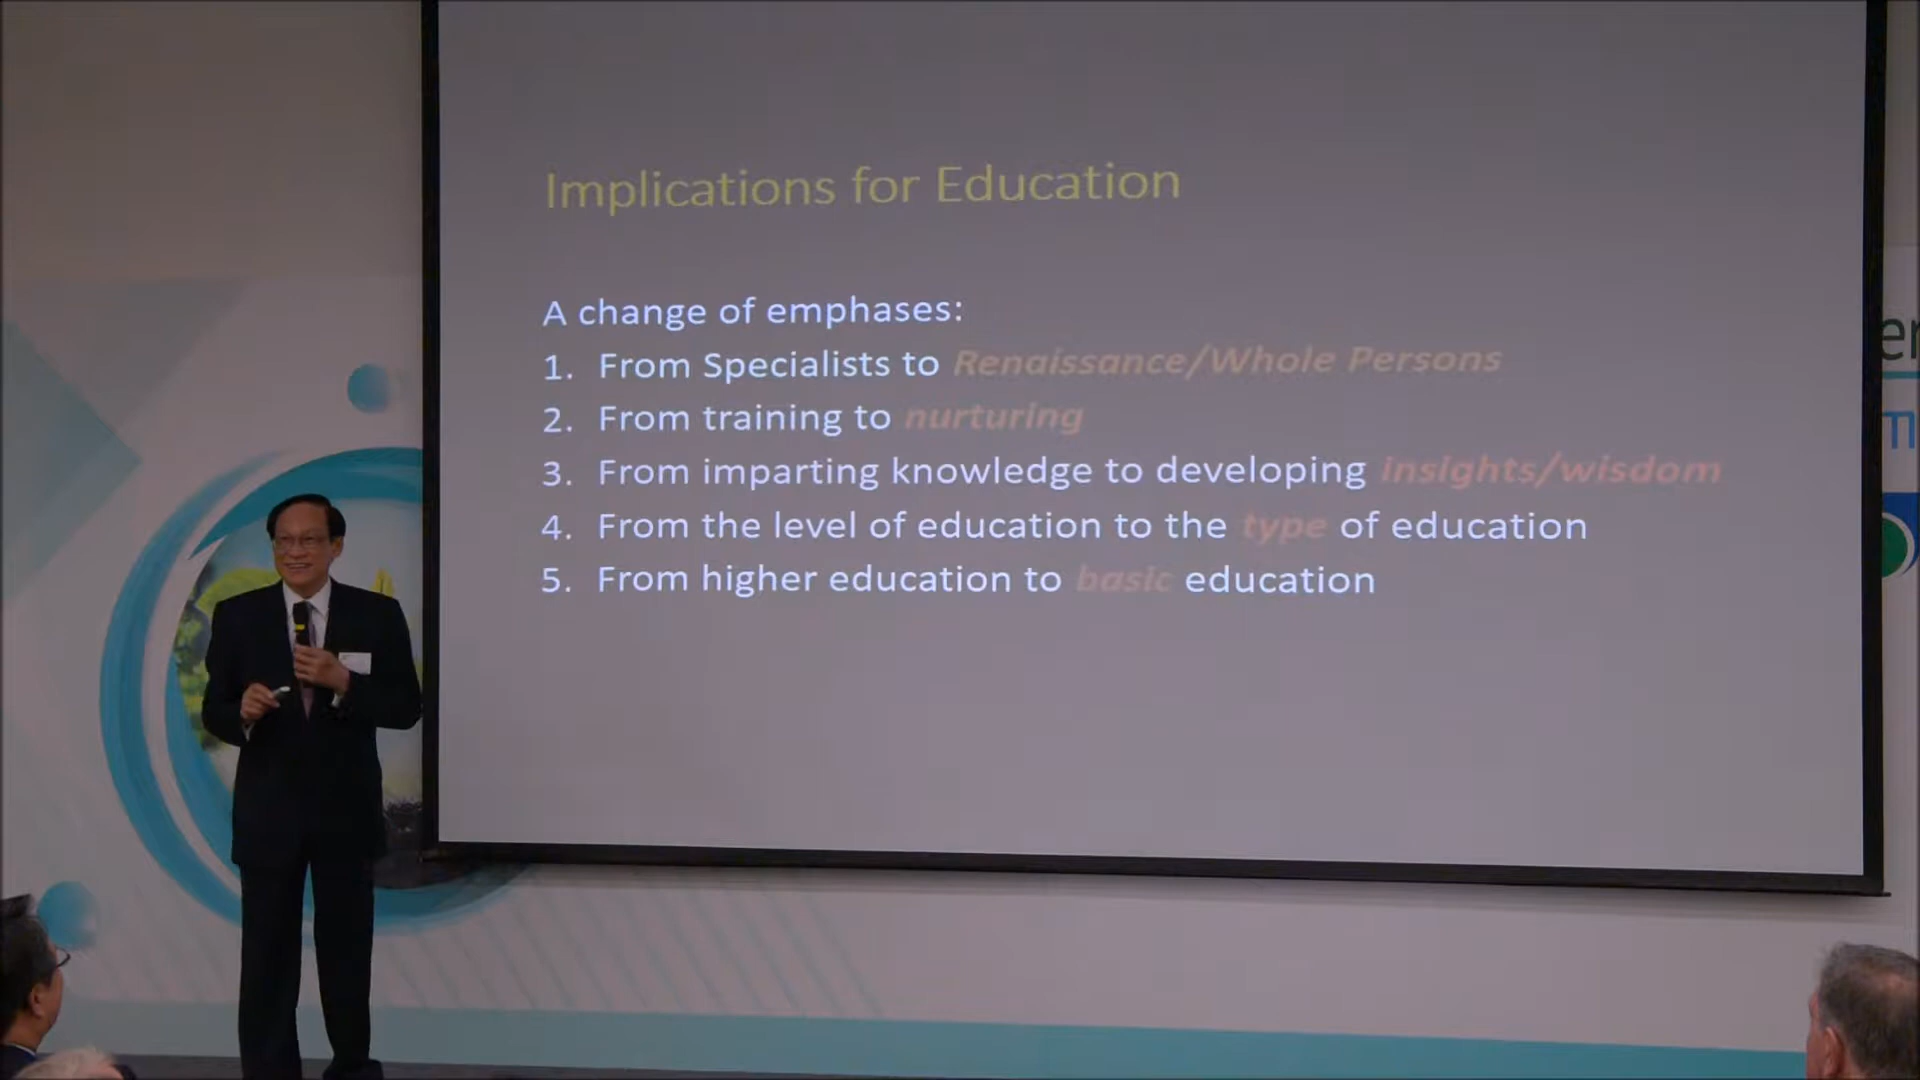 Implications for Education
A change of emphases:
1. From Specialists to Renaissance/Whole Persons
2. From training to nurturing
3. From imparting knowledge to developing insights/wisdom
4. From the level of education to the type of education
5. From higher education to basic education